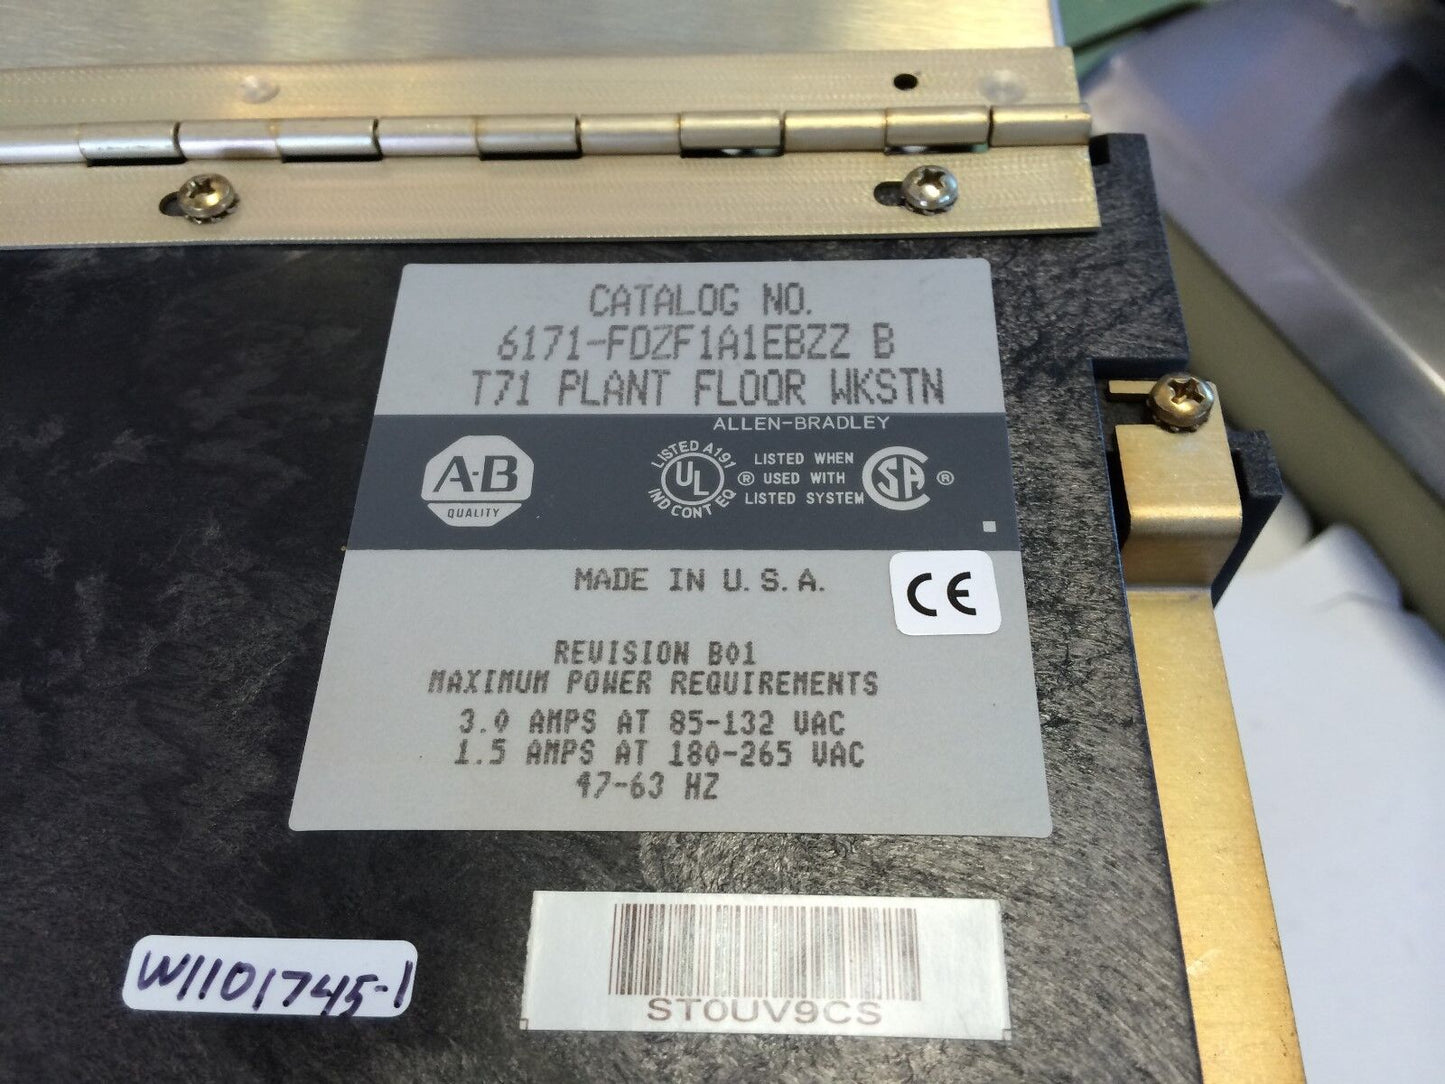 CATALOG NO.
6171-FDZF1A1EBZZ B
T71 PLANT FLOOR WKSTN
ALLEN-BRADLEY
A-B
QUALITY
LISTED A191
UL
IND CONT EQ
®
LISTED WHEN
USED WITH
LISTED SYSTEM
SA ®
MADE IN U.S.A.
CE
REVISION B01
MAXIMUM POWER REQUIREMENTS
3.0 AMPS AT 85-132 VAC
1.5 AMPS AT 180-265 VAC
47-63 HZ
W1101745-1
ST0UV9CS